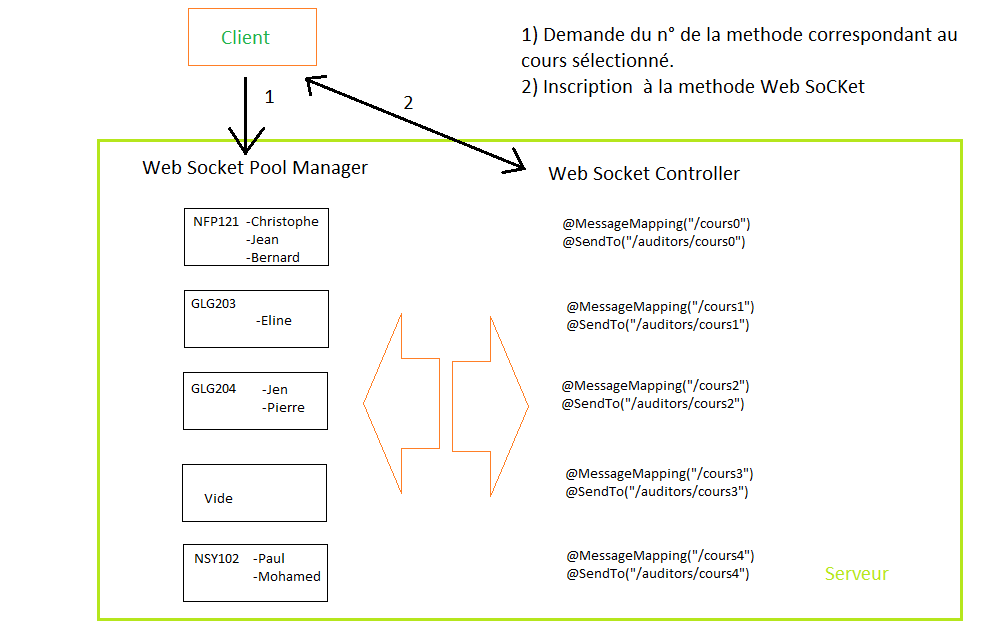 Client
1) Demande du n° de la methode correspondant au
cours sélectionné.
2) Inscription à la methode Web SoCKet
1
2
Web Socket Pool Manager
Web Socket Controller
NFP121 -Christophe
-Jean
-Bernard
@MessageMapping("/cours0")
@SendTo("/auditors/cours0")
GLG203
-Eline
@MessageMapping("/cours1")
@SendTo("/auditors/cours1")
GLG204 -Jen
-Pierre
@MessageMapping("/cours2")
@SendTo("/auditors/cours2")
Vide
@MessageMapping("/cours3")
@SendTo("/auditors/cours3")
NSY102 -Paul
-Mohamed
@MessageMapping("/cours4")
@SendTo("/auditors/cours4")
Serveur